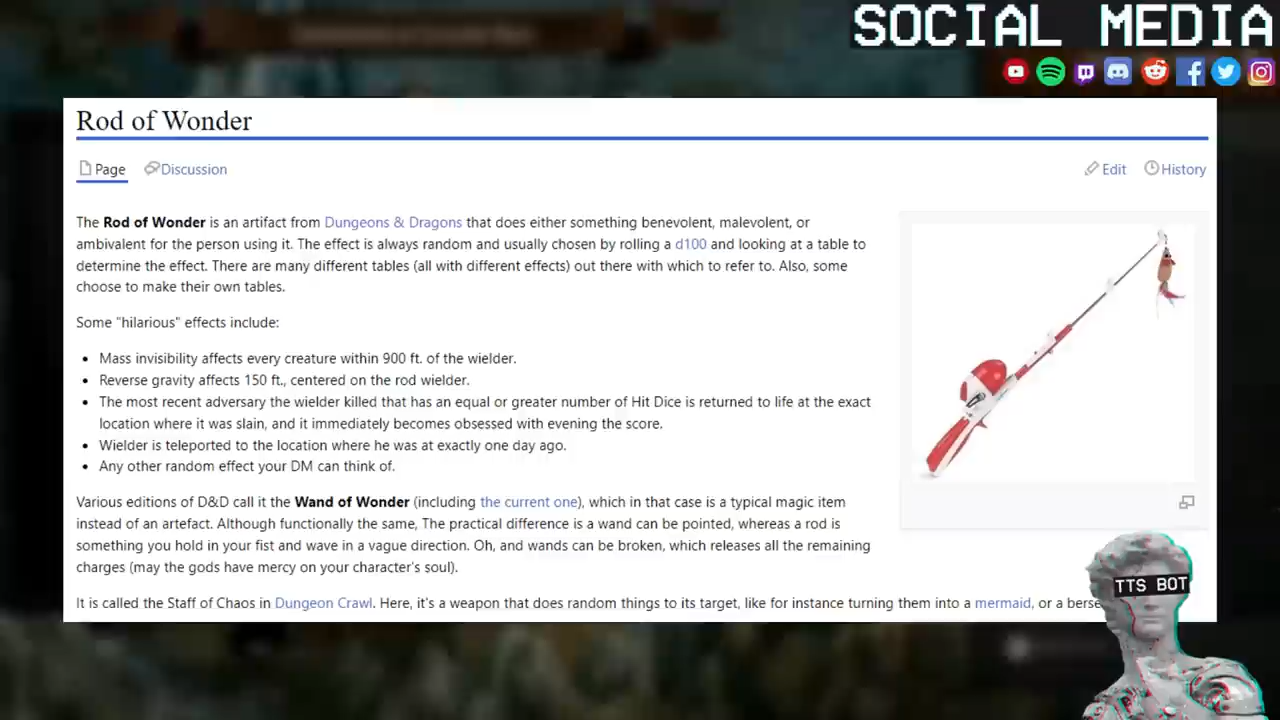 SOCIAL MEDIA
Rod of Wonder
Page Discussion Edit History
The Rod of Wonder is an artifact from Dungeons & Dragons that does either something benevolent, malevolent, or
ambivalent for the person using it. The effect is always random and usually chosen by rolling a d100 and looking at a table to
determine the effect. There are many different tables (all with different effects) out there with which to refer to. Also, some
choose to make their own tables.
Some "hilarious" effects include:
• Mass invisibility affects every creature within 900 ft. of the wielder.
• Reverse gravity affects 150 ft., centered on the rod wielder.
• The most recent adversary the wielder killed that has an equal or greater number of Hit Dice is returned to life at the exact
location where it was slain, and it immediately becomes obsessed with evening the score.
• Wielder is teleported to the location where he was at exactly one day ago.
• Any other random effect your DM can think of.
Various editions of D&D call it the Wand of Wonder (including the current one), which in that case is a typical magic item
instead of an artefact. Although functionally the same, The practical difference is a wand can be pointed, whereas a rod is
something you hold in your fist and wave in a vague direction. Oh, and wands can be broken, which releases all the remaining
charges (may the gods have mercy on your character's soul).
It is called the Staff of Chaos in Dungeon Crawl. Here, it's a weapon that does random things to its target, like for instance turning them into a mermaid, or a
TTS BOT